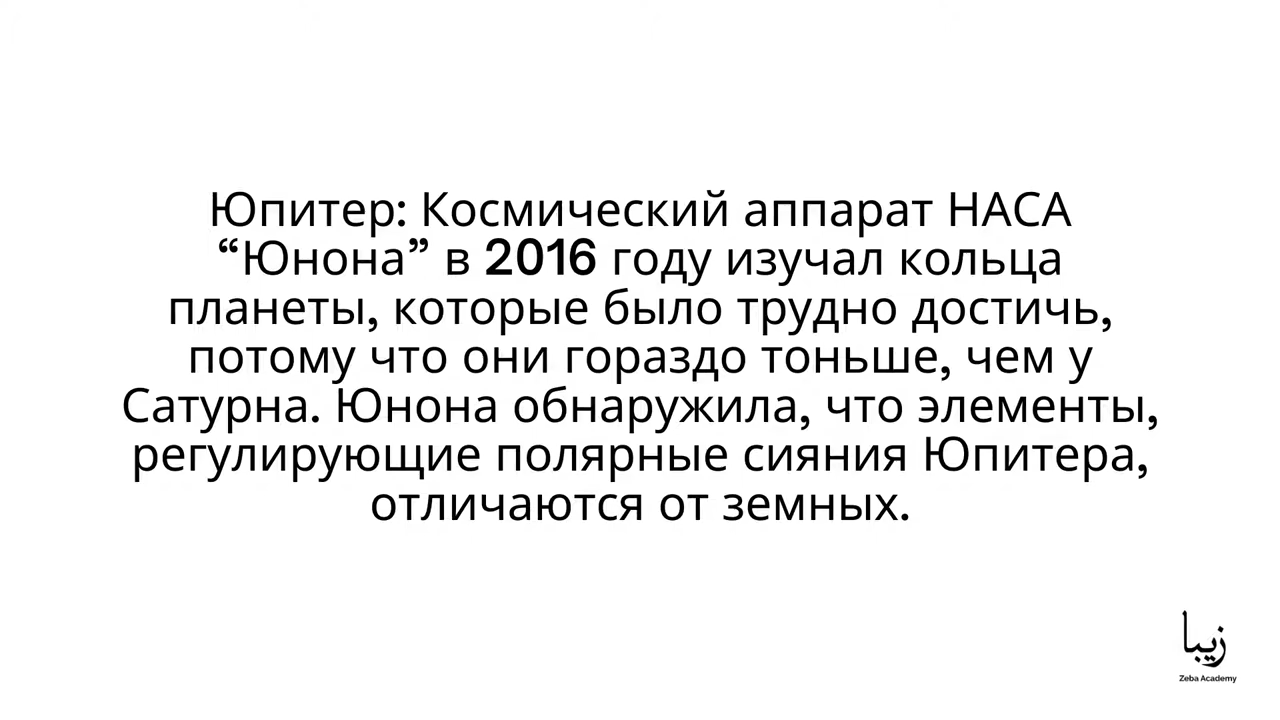 Юпитер: Космический аппарат НАСА
“Юнона” в 2016 году изучал кольца
планеты, которые было трудно достичь,
потому что они гораздо тоньше, чем у
Сатурна. Юнона обнаружила, что элементы,
регулирующие полярные сияния Юпитера,
отличаются от земных.
زیبا
Zeba Academy